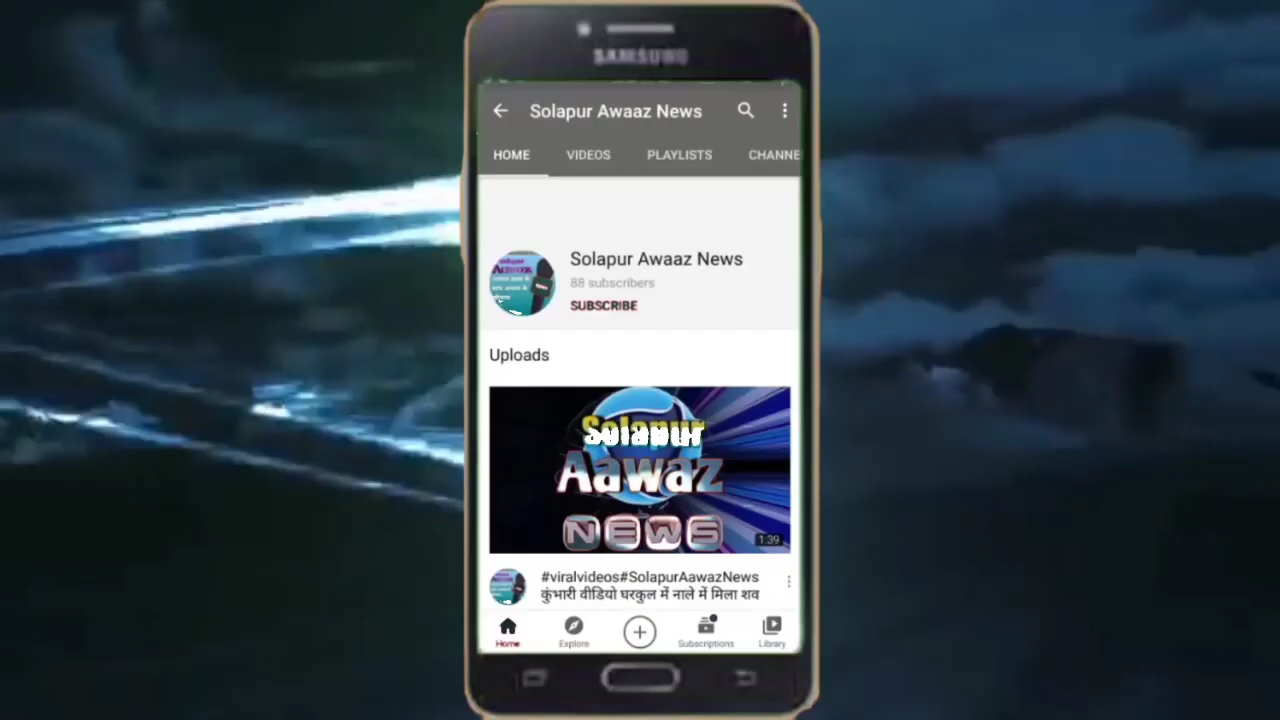 SAMSUNG
Solapur Awaaz News
HOME VIDEOS PLAYLISTS CHANNE
Solapur Awaaz News
88 subscribers
SUBSCRIBE
Uploads
Solapur
Aawaz
NEWS
1:39
#viralvideos#SolapurAawazNews
कुंभारी वीडियो घरकुल में नाले में मिला शव
Home Explore Subscriptions Library